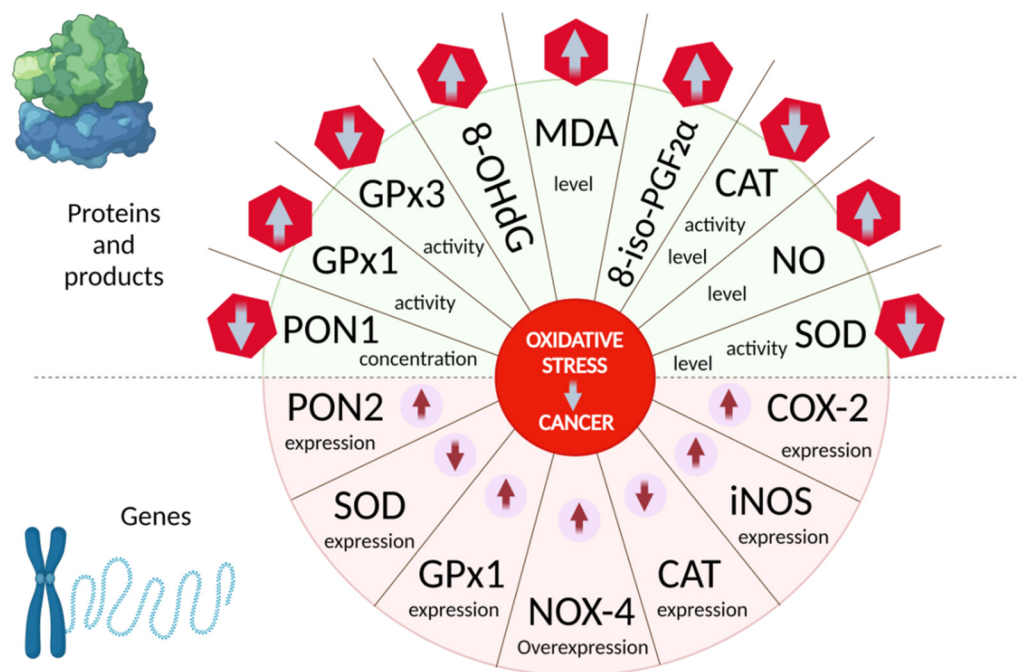 Proteins
and
products
PON1
concentration
GPx1
activity
GPx3
activity
8-OHdG
MDA
level
8-iso-PGF2α
CAT
activity
level
NO
level
SOD
activity
level
OXIDATIVE
STRESS
CANCER
Genes
PON2
expression
SOD
expression
GPx1
expression
NOX-4
Overexpression
CAT
expression
iNOS
expression
COX-2
expression